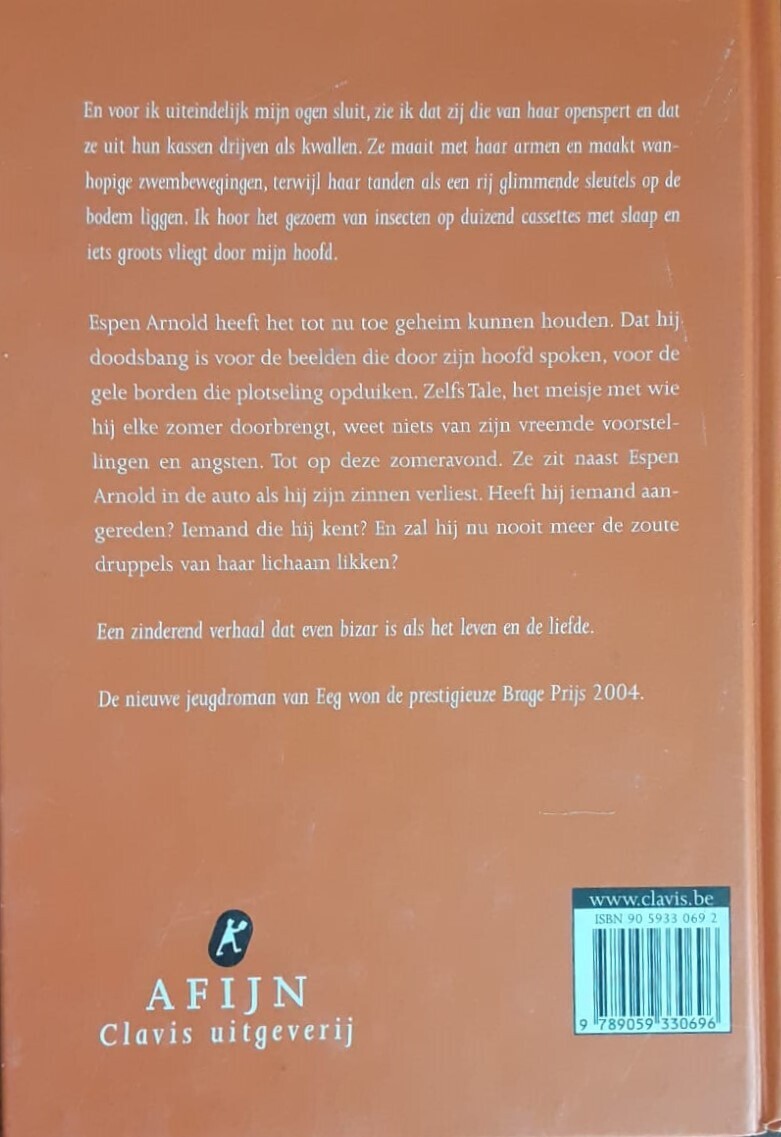 En voor ik uiteindelijk mijn ogen sluit, zie ik dat zij die van haar openspert en dat
ze uit hun kassen drijven als kwallen. Ze maait met haar armen en maakt wan-
hopige zwembewegingen, terwijl haar tanden als een rij glimmende sleutels op de
bodem liggen. Ik hoor het gezoem van insecten op duizend cassettes met slaap en
iets groots vliegt door mijn hoofd.
Espen Arnold heeft het tot nu toe geheim kunnen houden. Dat hij
doodsbang is voor de beelden die door zijn hoofd spoken, voor de
gele borden die plotseling opduiken. Zelfs Tale, het meisje met wie
hij elke zomer doorbrengt, weet niets van zijn vreemde voorstel-
lingen en angsten. Tot op deze zomeravond. Ze zit naast Espen
Arnold in de auto als hij zijn zinnen verliest. Heeft hij iemand aan-
gereden? Iemand die hij kent? En zal hij nu nooit meer de zoute
druppels van haar lichaam likken?
Een zinderend verhaal dat even bizar is als het leven en de liefde.
De nieuwe jeugdroman van Eeg won de prestigieuze Brage Prijs 2004.
AFIJN
Clavis uitgeverij
www.clavis.be
ISBN 90 5933 069 2
9 789059 330696